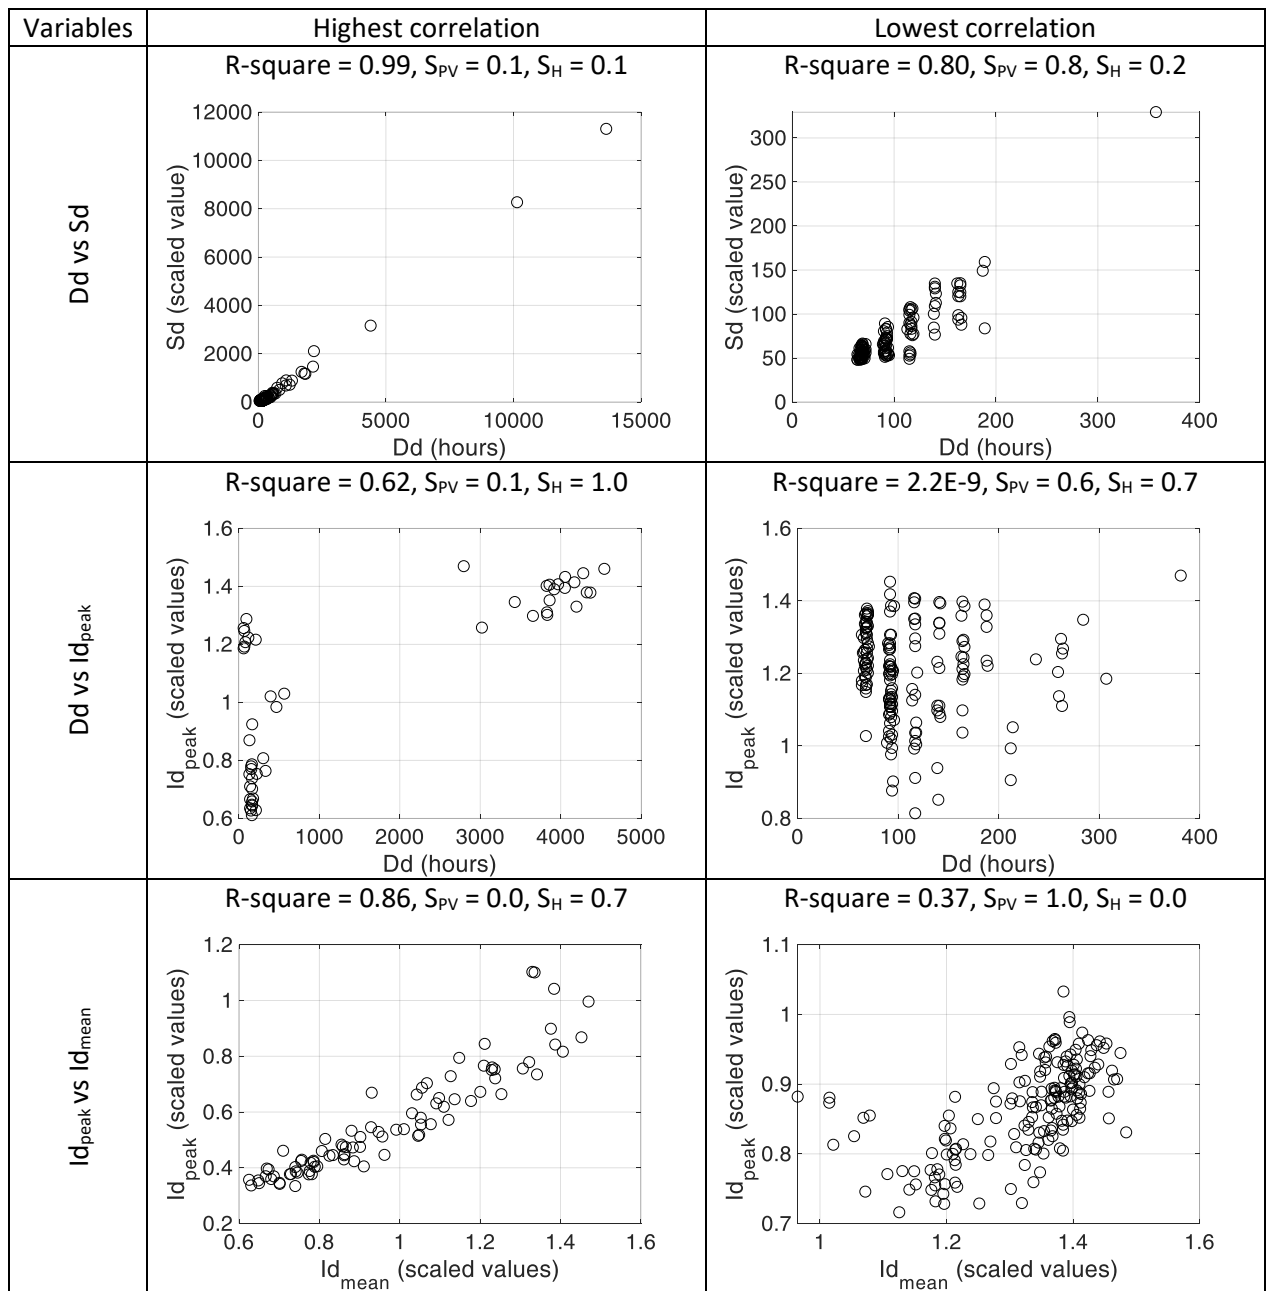 Variables Highest correlation Lowest correlation
Dd vs Sd
R-square = 0.99, SPV = 0.1, SH = 0.1
Sd (scaled value)
12000
10000
8000
6000
4000
2000
0
0 5000 10000 15000
Dd (hours)
R-square = 0.80, SPV = 0.8, SH = 0.2
Sd (scaled value)
300
250
200
150
100
50
0
0 100 200 300 400
Dd (hours)
Dd vs Idpeak
R-square = 0.62, SPV = 0.1, SH = 1.0
Idpeak (scaled values)
1.6
1.4
1.2
1
0.8
0.6
0 1000 2000 3000 4000 5000
Dd (hours)
R-square = 2.2E-9, SPV = 0.6, SH = 0.7
Idpeak (scaled values)
1.6
1.4
1.2
1
0.8
0 100 200 300 400
Dd (hours)
Idpeak vs Idmean
R-square = 0.86, SPV = 0.0, SH = 0.7
Idpeak (scaled values)
1.2
1
0.8
0.6
0.4
0.2
0.6 0.8 1 1.2 1.4 1.6
Idmean (scaled values)
R-square = 0.37, SPV = 1.0, SH = 0.0
Idpeak (scaled values)
1.1
1
0.9
0.8
0.7
1 1.2 1.4 1.6
Idmean (scaled values)